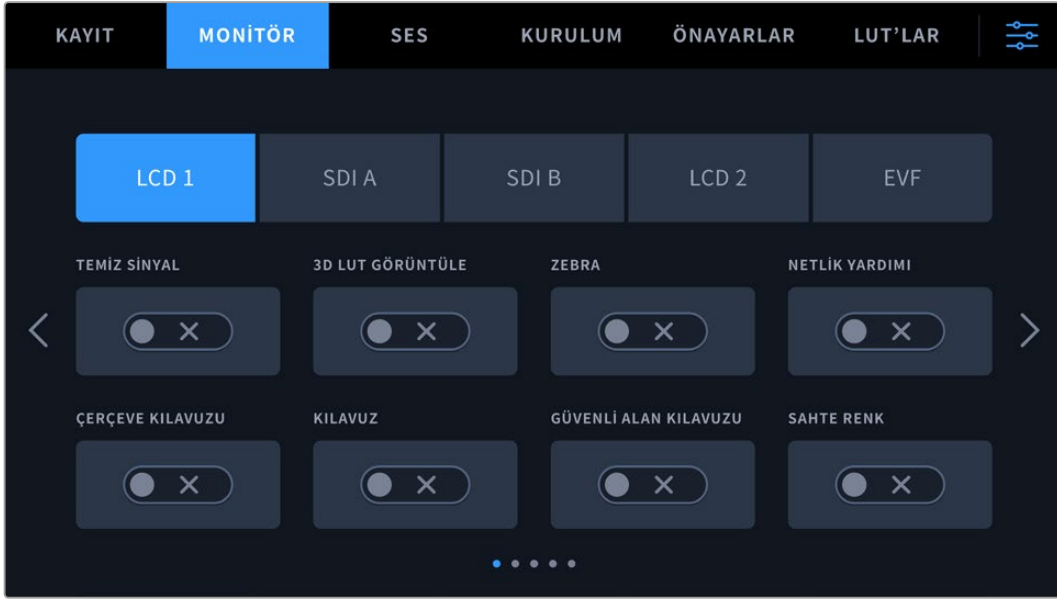 KAYIT MONİTÖR SES KURULUM ÖNAYARLAR LUT’LAR
LCD 1 SDI A SDI B LCD 2 EVF
TEMİZ SİNYAL 3D LUT GÖRÜNTÜLE ZEBRA NETLİK YARDIMI
ÇERÇEVE KILAVUZU KILAVUZ GÜVENLİ ALAN KILAVUZU SAHTE RENK